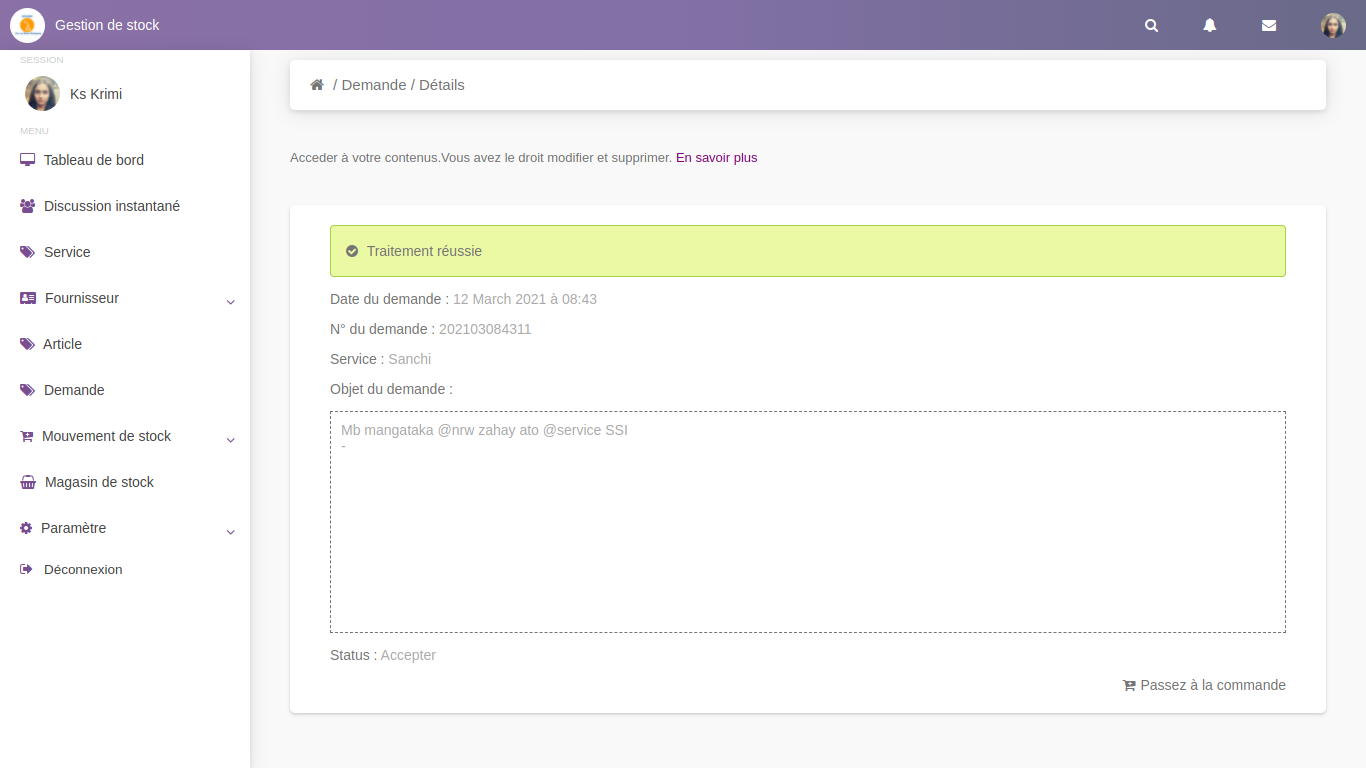 Gestion de stock
SESSION
Ks Krimi
MENU
Tableau de bord
Discussion instantané
Service
Fournisseur
Article
Demande
Mouvement de stock
Magasin de stock
Paramètre
Déconnexion
/ Demande / Détails
Acceder à votre contenus.Vous avez le droit modifier et supprimer. En savoir plus
Traitement réussie
Date du demande : 12 March 2021 à 08:43
N° du demande : 202103084311
Service : Sanchi
Objet du demande :
Mb mangataka @nrw zahay ato @service SSI
-
Status : Accepter
Passez à la commande